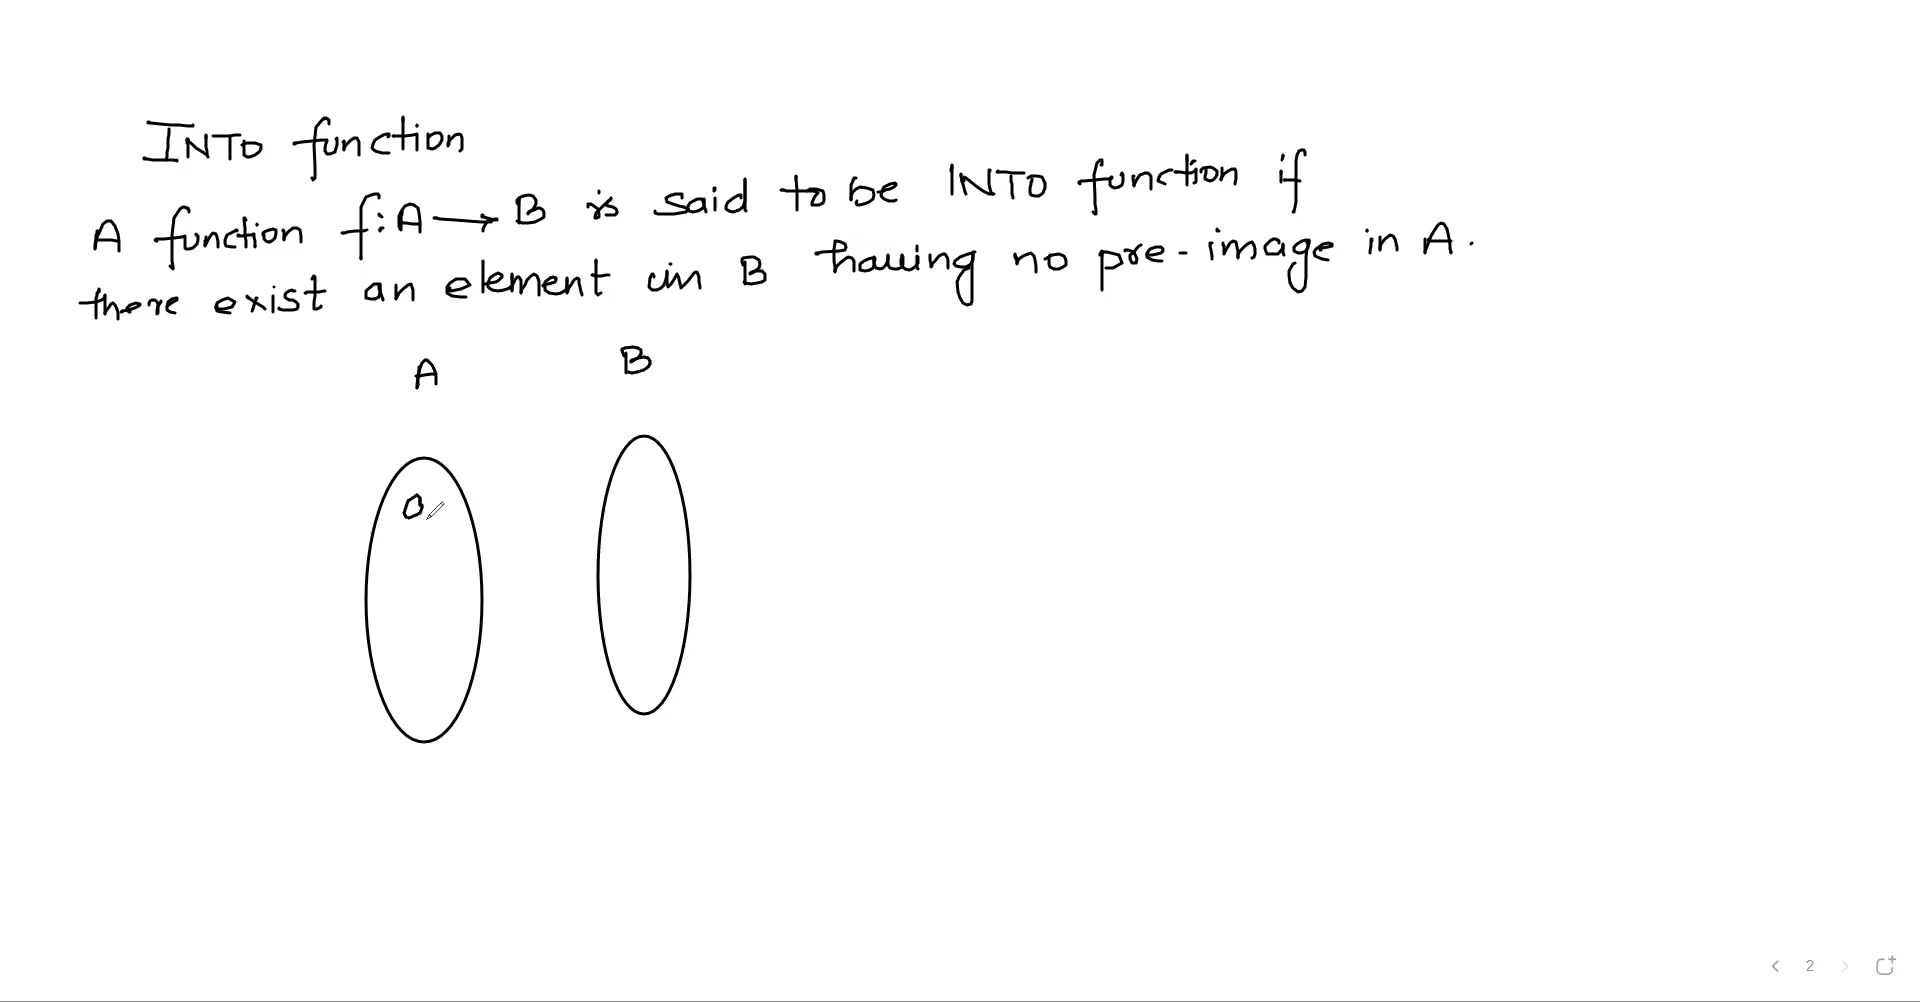 INTO function
A function f:A→B is said to be INTO function if
there exist an element in B having no pre-image in A.
A B
2